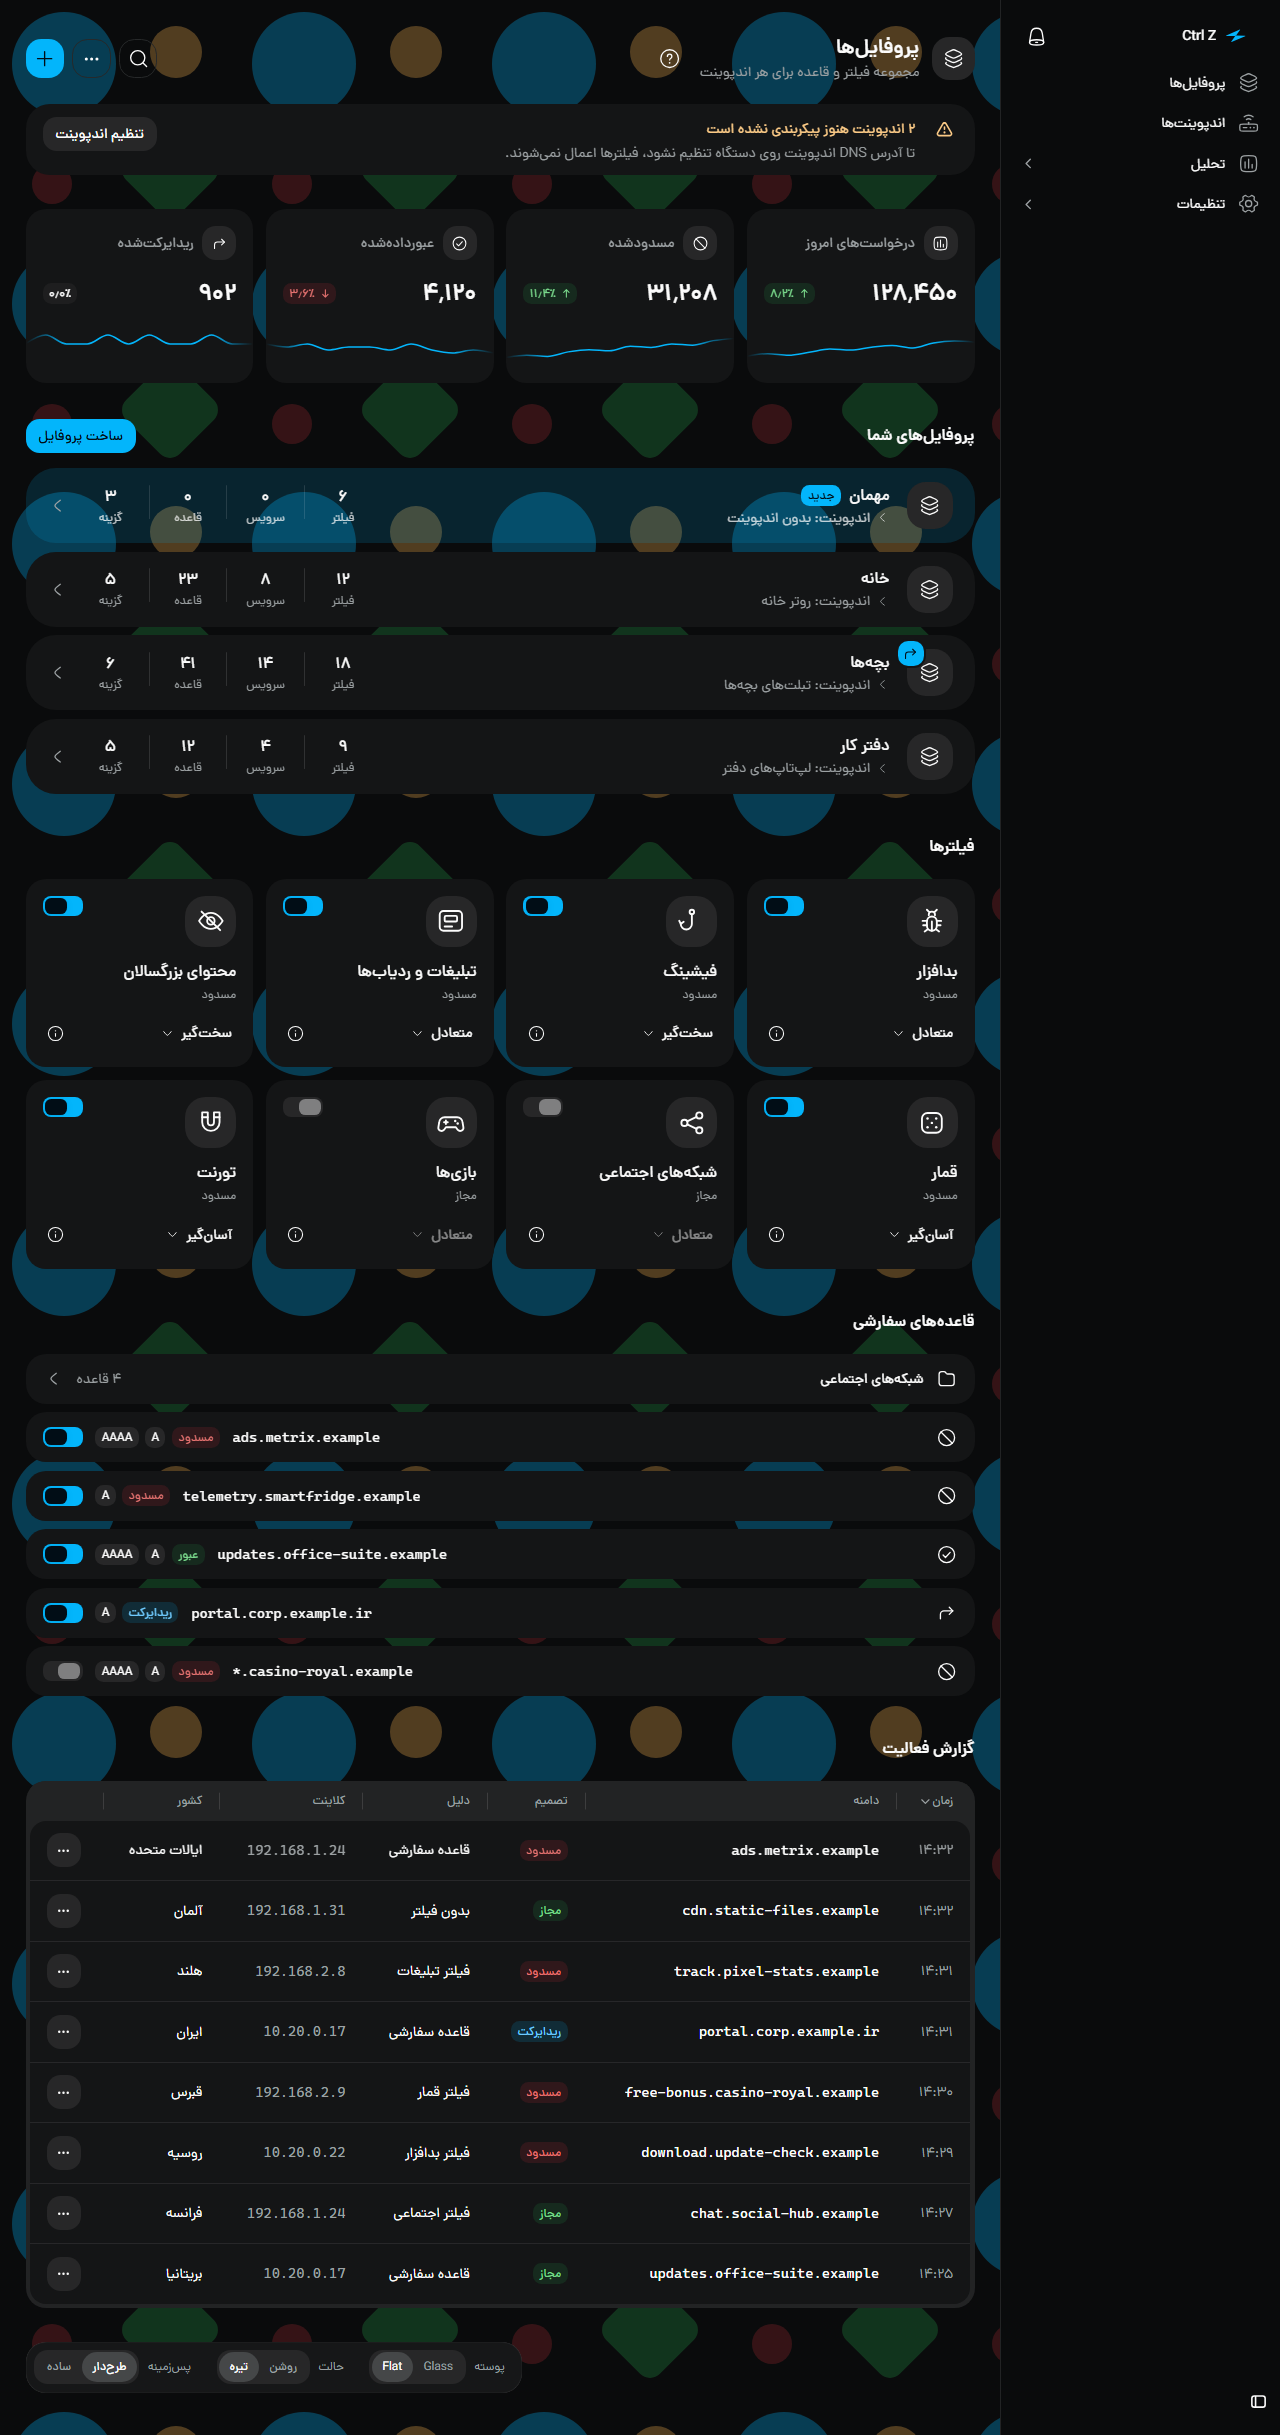 Ctrl Z
پروفایل‌ها
اندپوینت‌ها
تحلیل
تنظیمات
پروفایل‌ها
مجموعه فیلتر و قاعده برای هر اندپوینت
۲ اندپوینت هنوز پیکربندی نشده است
تا آدرس DNS اندپوینت روی دستگاه تنظیم نشود، فیلترها اعمال نمی‌شوند.
تنظیم اندپوینت
درخواست‌های امروز
۱۲۸,۴۵۰
۸٫۲٪
مسدودشده
۳۱,۲۰۸
۱۱٫۴٪
عبورداده‌شده
۴,۱۲۰
۳٫۶٪
ریدایرکت‌شده
۹۰۲
۰٫۰٪
پروفایل‌های شما
ساخت پروفایل
مهمان جدید
اندپوینت: بدون اندپوینت
۶ ۰ ۰ ۳
فیلتر سرویس قاعده گزینه
خانه
اندپوینت: روتر خانه
۱۲ ۸ ۲۳ ۵
فیلتر سرویس قاعده گزینه
بچه‌ها
اندپوینت: تبلت‌های بچه‌ها
۱۸ ۱۴ ۴۱ ۶
فیلتر سرویس قاعده گزینه
دفتر کار
اندپوینت: لپ‌تاپ‌های دفتر
۹ ۴ ۱۲ ۵
فیلتر سرویس قاعده گزینه
فیلترها
بدافزار
مسدود
متعادل
فیشینگ
مسدود
سخت‌گیر
تبلیغات و ردیاب‌ها
مسدود
متعادل
محتوای بزرگسالان
مسدود
سخت‌گیر
قمار
مسدود
آسان‌گیر
شبکه‌های اجتماعی
مجاز
متعادل
بازی‌ها
مجاز
متعادل
تورنت
مسدود
آسان‌گیر
قاعده‌های سفارشی
شبکه‌های اجتماعی ۴ قاعده
ads.metrix.example مسدود A AAAA
telemetry.smartfridge.example مسدود A
updates.office-suite.example عبور A AAAA
portal.corp.example.ir ریدایرکت A
*.casino-royal.example مسدود A AAAA
گزارش فعالیت
زمان دامنه تصمیم دلیل کلاینت کشور
۱۴:۳۲ ads.metrix.example مسدود قاعده سفارشی 192.168.1.24 ایالات متحده
۱۴:۳۲ cdn.static-files.example مجاز بدون فیلتر 192.168.1.31 آلمان
۱۴:۳۱ track.pixel-stats.example مسدود فیلتر تبلیغات 192.168.2.8 هلند
۱۴:۳۱ portal.corp.example.ir ریدایرکت قاعده سفارشی 10.20.0.17 ایران
۱۴:۳۰ free-bonus.casino-royal.example مسدود فیلتر قمار 192.168.2.9 قبرس
۱۴:۲۹ download.update-check.example مسدود فیلتر بدافزار 10.20.0.22 روسیه
۱۴:۲۷ chat.social-hub.example مجاز فیلتر اجتماعی 192.168.1.24 فرانسه
۱۴:۲۵ updates.office-suite.example مجاز قاعده سفارشی 10.20.0.17 بریتانیا
پوسته Glass Flat حالت روشن تیره پس‌زمینه طرح‌دار ساده